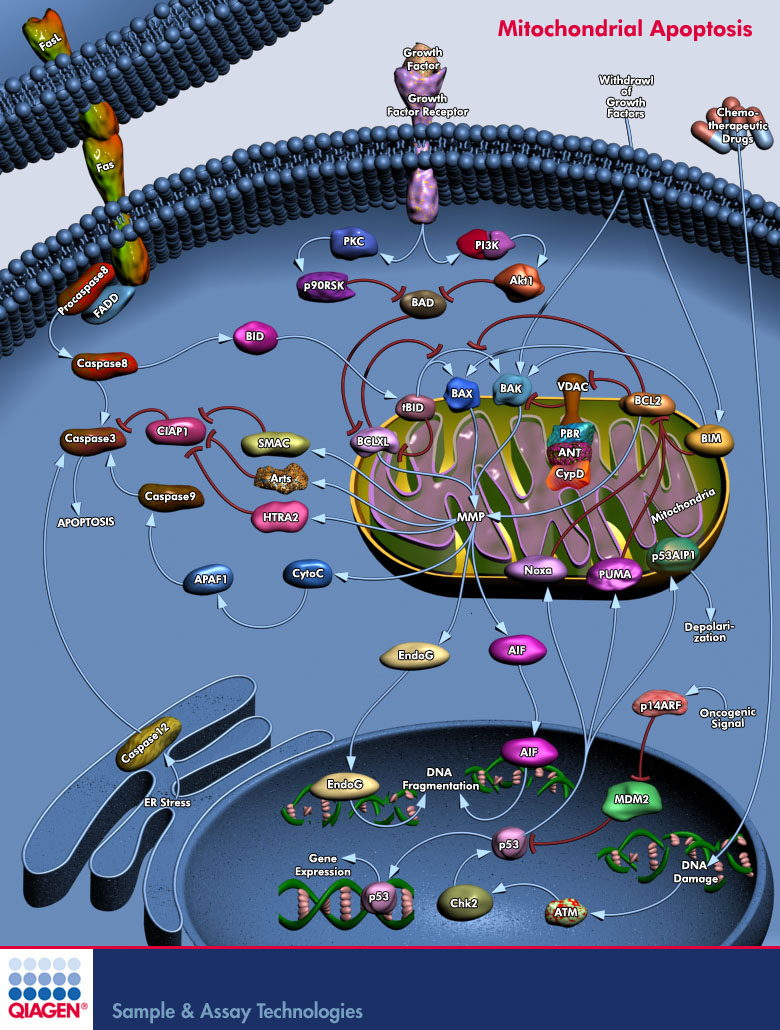 Mitochondrial Apoptosis
FasL
Growth
Factor
Growth
Factor Receptor
Withdrawl
of
Growth
Factors
Chemo-
therapeutic
Drugs
Fas
Procaspase8
FADD
PKC
PI3K
p90RSK
Akt1
BAD
BID
Caspase8
tBID
BAX
BAK
VDAC
BCL2
BIM
BCLXL
PBR
ANT
CypD
Caspase3
CIAP1
SMAC
Arts
HTRA2
Caspase9
APOPTOSIS
MMP
Mitochondria
APAF1
CytoC
Noxa
PUMA
p53AIP1
Depolari-
zation
EndoG
AIF
p14ARF
Oncogenic
Signal
Caspase12
ER Stress
AIF
EndoG
DNA
Fragmentation
MDM2
p53
DNA
Damage
Gene
Expression
p53
Chk2
ATM
QIAGEN®
Sample & Assay Technologies